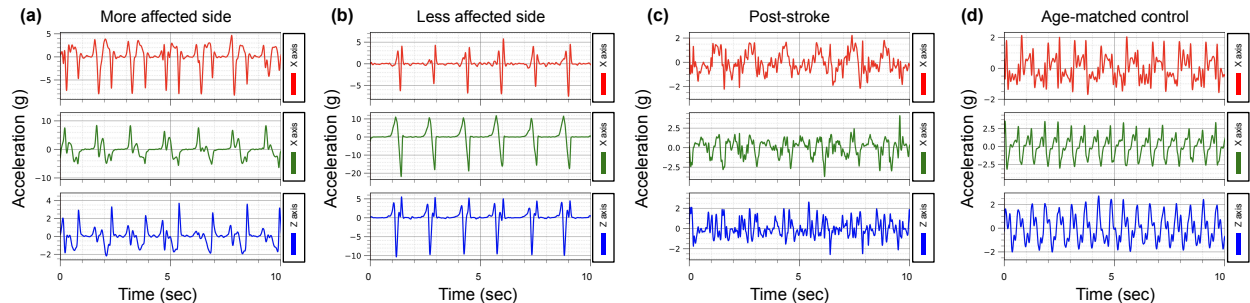 (a) More affected side
Acceleration (g)
5
0
−5
X axis
10
5
0
−5
−10
X axis
4
2
0
−2
Z axis
0 5 10
Time (sec)
(b) Less affected side
Acceleration (g)
5
0
−5
X axis
10
0
−10
−20
X axis
5
0
−5
−10
Z axis
0 5 10
Time (sec)
(c) Post-stroke
Acceleration (g)
2
0
−2
X axis
2.5
0
−2.5
X axis
2
0
−2
Z axis
0 5 10
Time (sec)
(d) Age-matched control
Acceleration (g)
2
0
−2
X axis
2.5
0
−2.5
X axis
2
0
−2
Z axis
0 5 10
Time (sec)